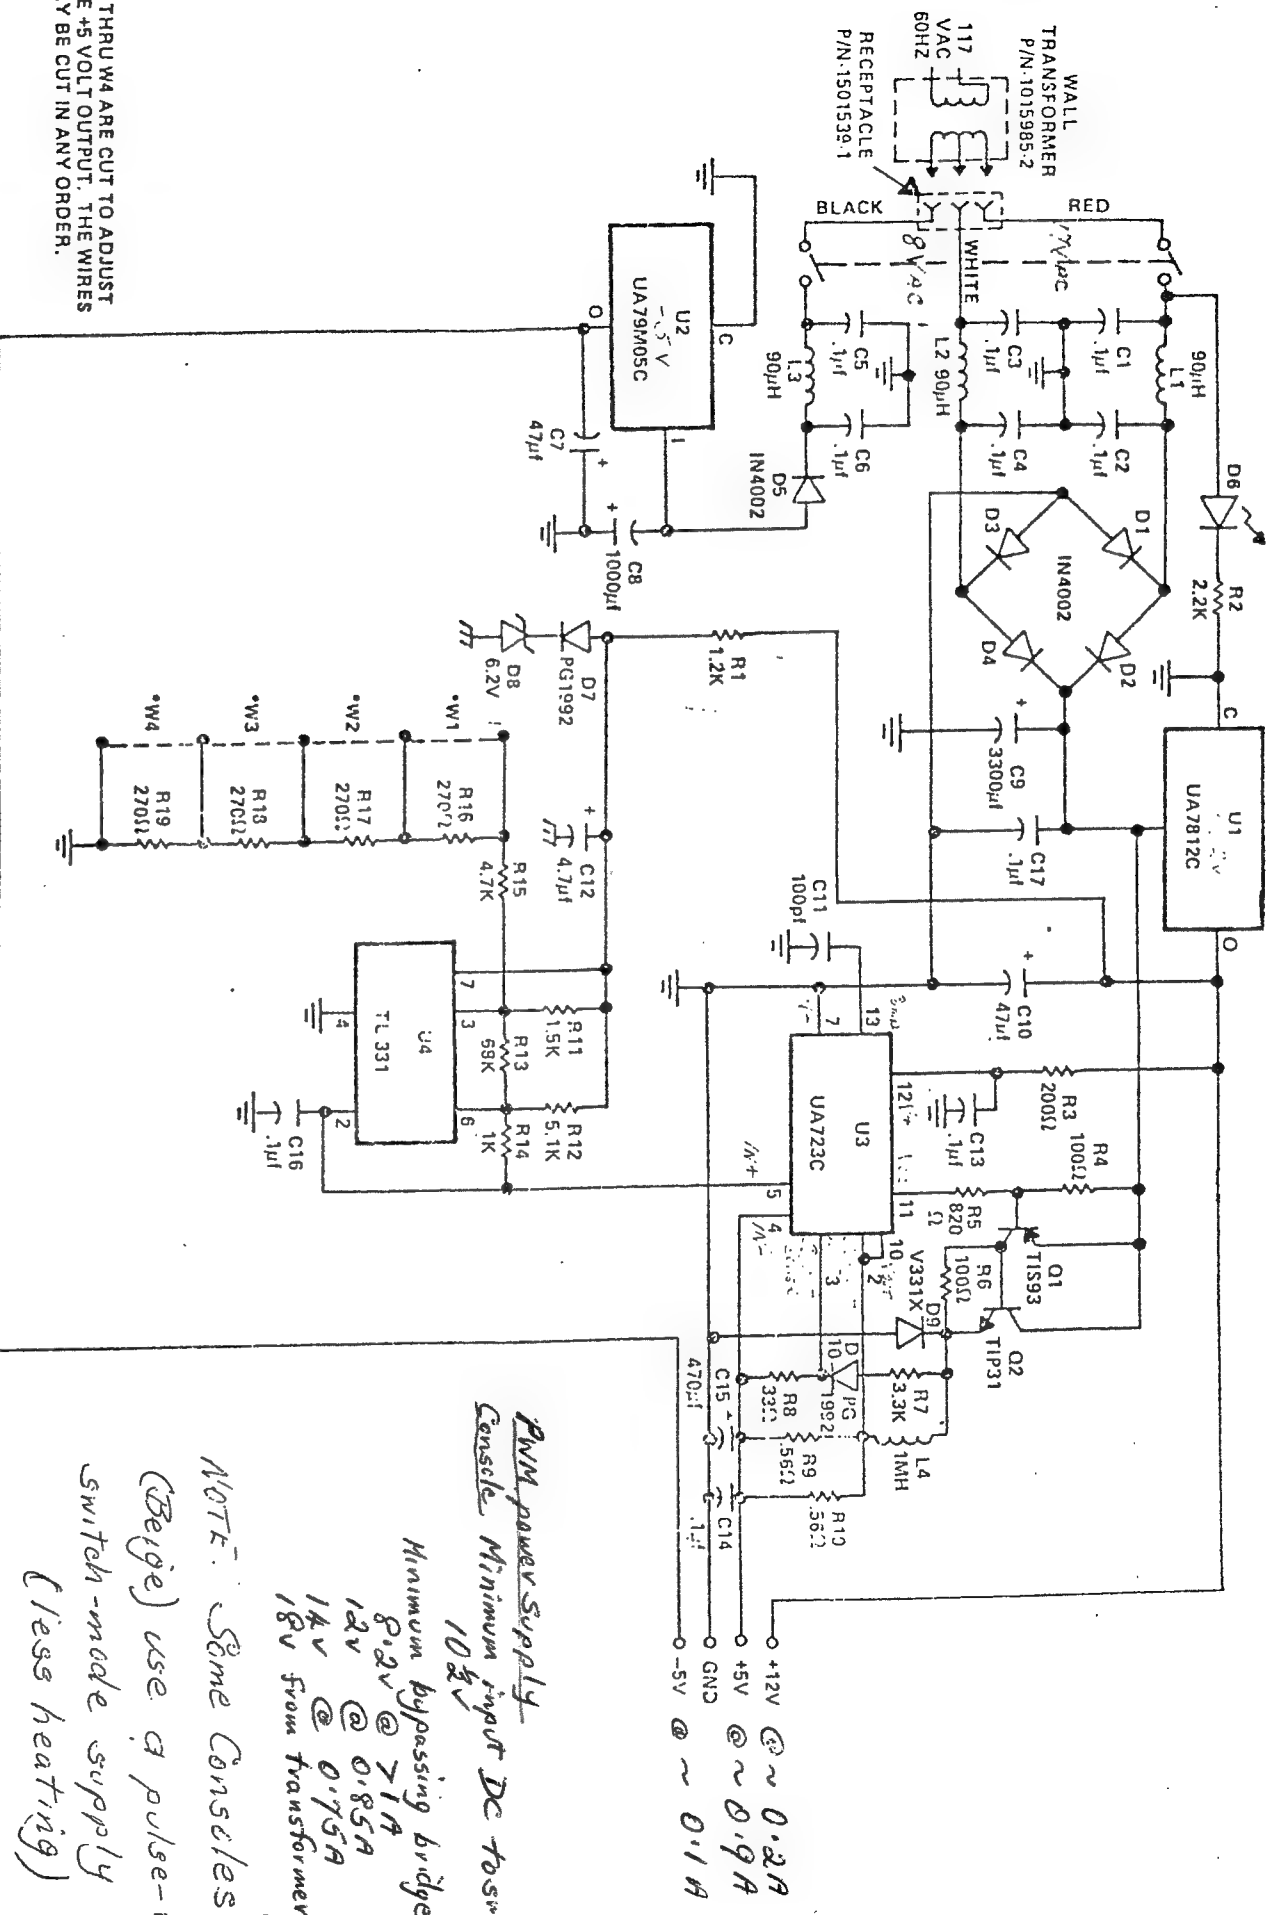 WALL
TRANSFORMER
P/N-1015985-2
117
VAC
60HZ
RECEPTACLE
P/N-1501539-1
RED
17VAC
WHITE
8VAC
BLACK
D6
R2
2.2K
90µH
L1
C1
.1µf
C2
.1µf
C3
.1µf
C4
.1µf
L2 90µH
C5
.1µf
C6
.1µf
L3
90µH
D5
IN4002
D1
D2
D3
D4
IN4002
C
U1
UA7812C
O
C
U2
-5V
UA79M05C
O
I
C7
47µf
+
C8
1000µf
+
C9
3300µf
+
C17
.1µf
C10
47µf
+
R1
1.2K
D7
PG1992
D8
6.2V
C12
4.7µf
+
C11
100pf
*W1
*W2
*W3
*W4
R16
270Ω
R17
270Ω
R18
270Ω
R19
270Ω
R15
4.7K
R11
1.5K
R13
68K
R12
5.1K
R14
1K
U4
TL331
7
3
6
4
2
C16
.1µf
U3
UA723C
13
7
12
11
10
2
3
5
4
V-
IN+
IN-
R3
200Ω
C13
.1µf
R4
100Ω
R5
820
Ω
Q1
TIS93
R6
100Ω
Q2
TIP31
D9
V331X
R7
3.3K
D
10
PG
1992
R8
33Ω
L4
1MH
R9
.56Ω
R10
.56Ω
C15
470µf
C14
.1µf
+12V @ ~ 0.2A
+5V @ ~ 0.9A
GND
-5V @ ~ 0.1A
THRU W4 ARE CUT TO ADJUST
E +5 VOLT OUTPUT. THE WIRES
Y BE CUT IN ANY ORDER.
PWM power supply
Console Minimum input DC to
10½V
Minimum bypassing bridge
8.2V @ >1A
12V @ 0.85A
14V @ 0.75A
18V from transformer
NOTE: Some Consoles
(Beige) use a pulse-
switch-mode supply
(less heating)